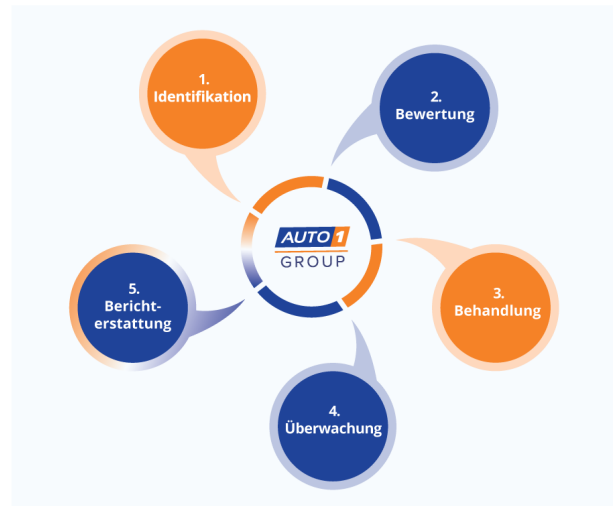 1.
Identifikation
2.
Bewertung
AUTO1
GROUP
3.
Behandlung
5.
Bericht-
erstattung
4.
Überwachung